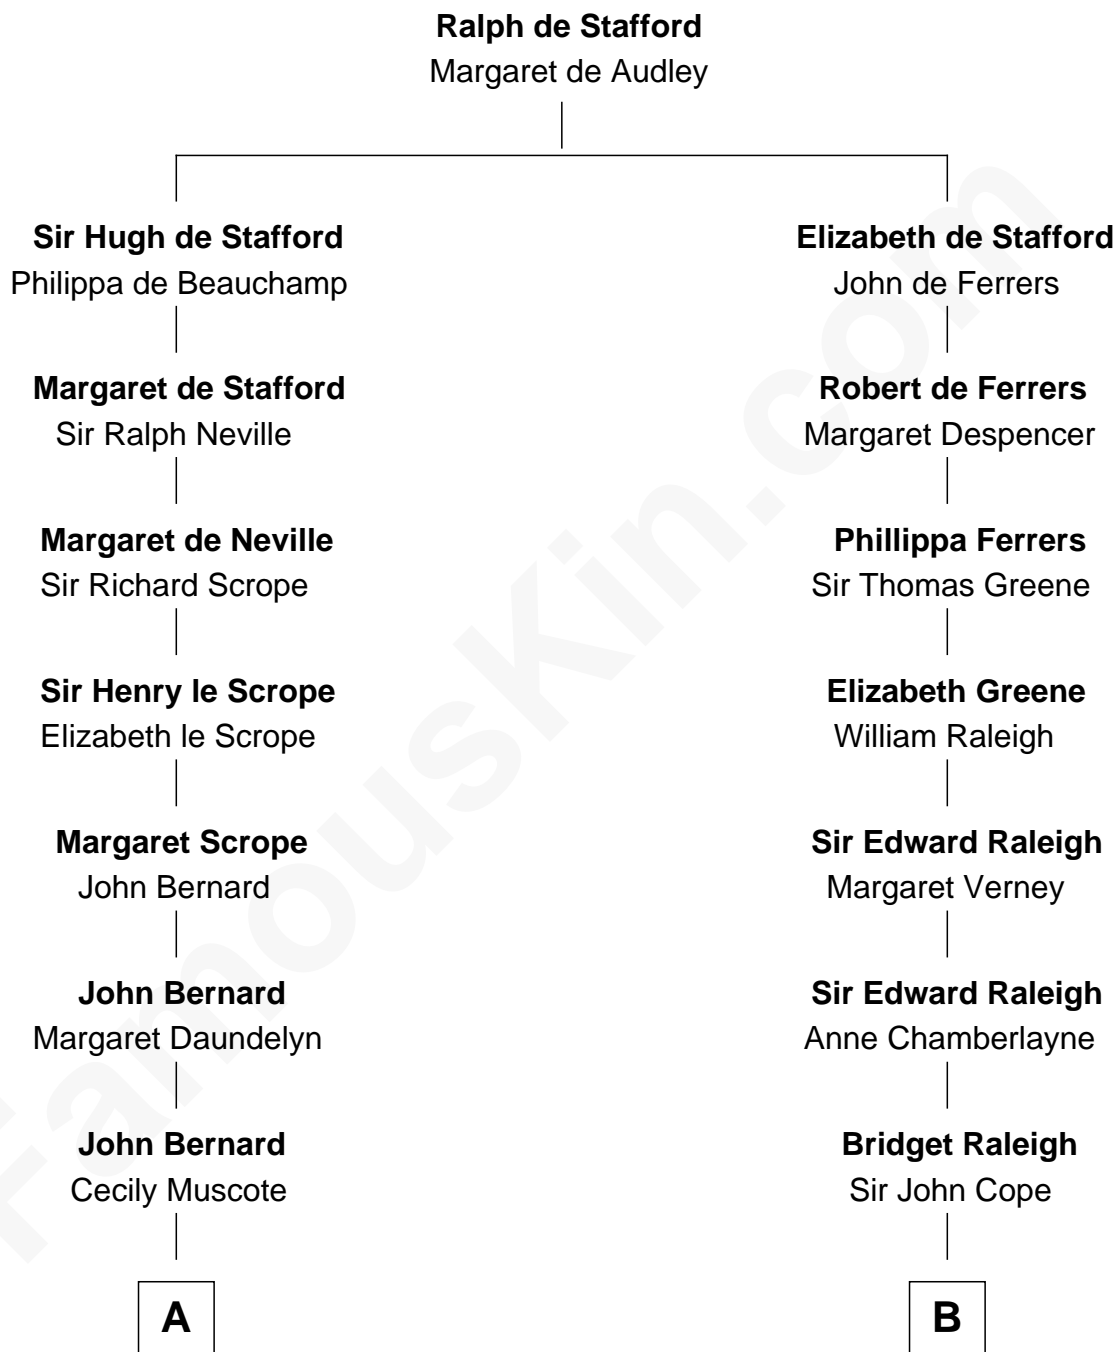 Ralph de Stafford
Margaret de Audley
Sir Hugh de Stafford
Philippa de Beauchamp
Margaret de Stafford
Sir Ralph Neville
Margaret de Neville
Sir Richard Scrope
Sir Henry le Scrope
Elizabeth le Scrope
Margaret Scrope
John Bernard
John Bernard
Margaret Daundelyn
John Bernard
Cecily Muscote
A
Elizabeth de Stafford
John de Ferrers
Robert de Ferrers
Margaret Despencer
Phillippa Ferrers
Sir Thomas Greene
Elizabeth Greene
William Raleigh
Sir Edward Raleigh
Margaret Verney
Sir Edward Raleigh
Anne Chamberlayne
Bridget Raleigh
Sir John Cope
B
FamousKin.com